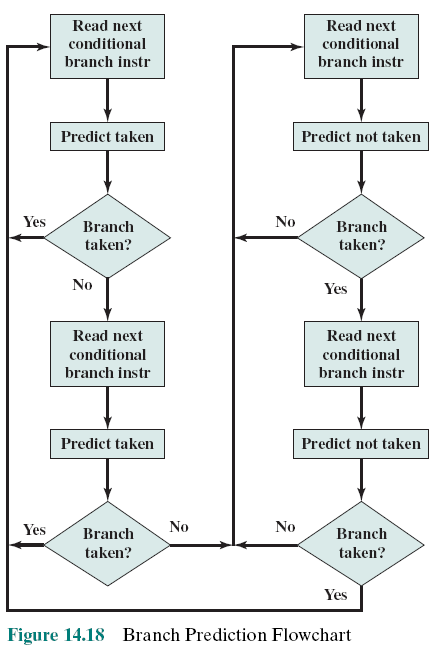 Read next
conditional
branch instr
Predict taken
Yes
Branch
taken?
No
Read next
conditional
branch instr
Predict taken
Yes
Branch
taken?
No
Read next
conditional
branch instr
Predict not taken
No
Branch
taken?
Yes
Read next
conditional
branch instr
Predict not taken
No
Branch
taken?
Yes
Figure 14.18 Branch Prediction Flowchart